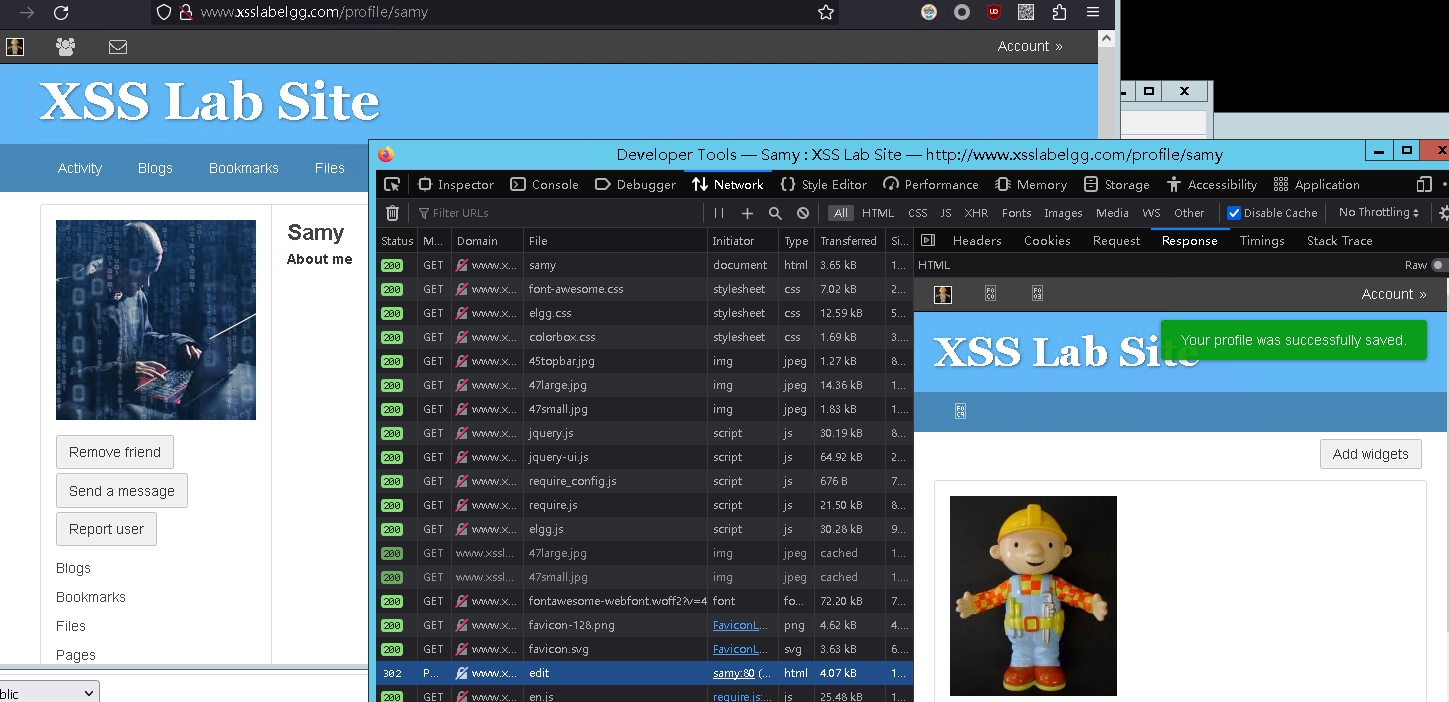 www.xsslabelgg.com/profile/samy
Account »
XSS Lab Site
Activity Blogs Bookmarks Files
Samy
About me
Remove friend
Send a message
Report user
Blogs
Bookmarks
Files
Pages
blic
Developer Tools — Samy : XSS Lab Site — http://www.xsslabelgg.com/profile/samy
Inspector Console Debugger Network Style Editor Performance Memory Storage Accessibility Application
Filter URLs All HTML CSS JS XHR Fonts Images Media WS Other Disable Cache No Throttling
Status M... Domain File Initiator Type Transferred Si...
200 GET www.x... samy document html 3.65 kB 1...
200 GET www.x... font-awesome.css stylesheet css 7.02 kB 2...
200 GET www.x... elgg.css stylesheet css 12.59 kB 5...
200 GET www.x... colorbox.css stylesheet css 1.69 kB 3...
200 GET www.x... 45topbar.jpg img jpeg 1.27 kB 8...
200 GET www.x... 47large.jpg img jpeg 14.36 kB 1...
200 GET www.x... 47small.jpg img jpeg 1.83 kB 1...
200 GET www.x... jquery.js script js 30.19 kB 8...
200 GET www.x... jquery-ui.js script js 64.92 kB 2...
200 GET www.x... require_config.js script js 676 B 7...
200 GET www.x... require.js script js 21.50 kB 8...
200 GET www.x... elgg.js script js 30.28 kB 9...
200 GET www.xssl... 47large.jpg img jpeg cached 1...
200 GET www.xssl... 47small.jpg img jpeg cached 1...
200 GET www.x... fontawesome-webfont.woff2?v=4 font fo... 72.20 kB 7...
200 GET www.x... favicon-128.png FaviconL... png 4.62 kB 4...
200 GET www.x... favicon.svg FaviconL... svg 3.63 kB 6...
302 P... www.x... edit samy:80 (... html 4.07 kB 1...
200 GET www.x... en.js require.js:... js 25.48 kB 1...
Headers Cookies Request Response Timings Stack Trace
HTML Raw
Account »
XSS Lab Site
Your profile was successfully saved.
Add widgets